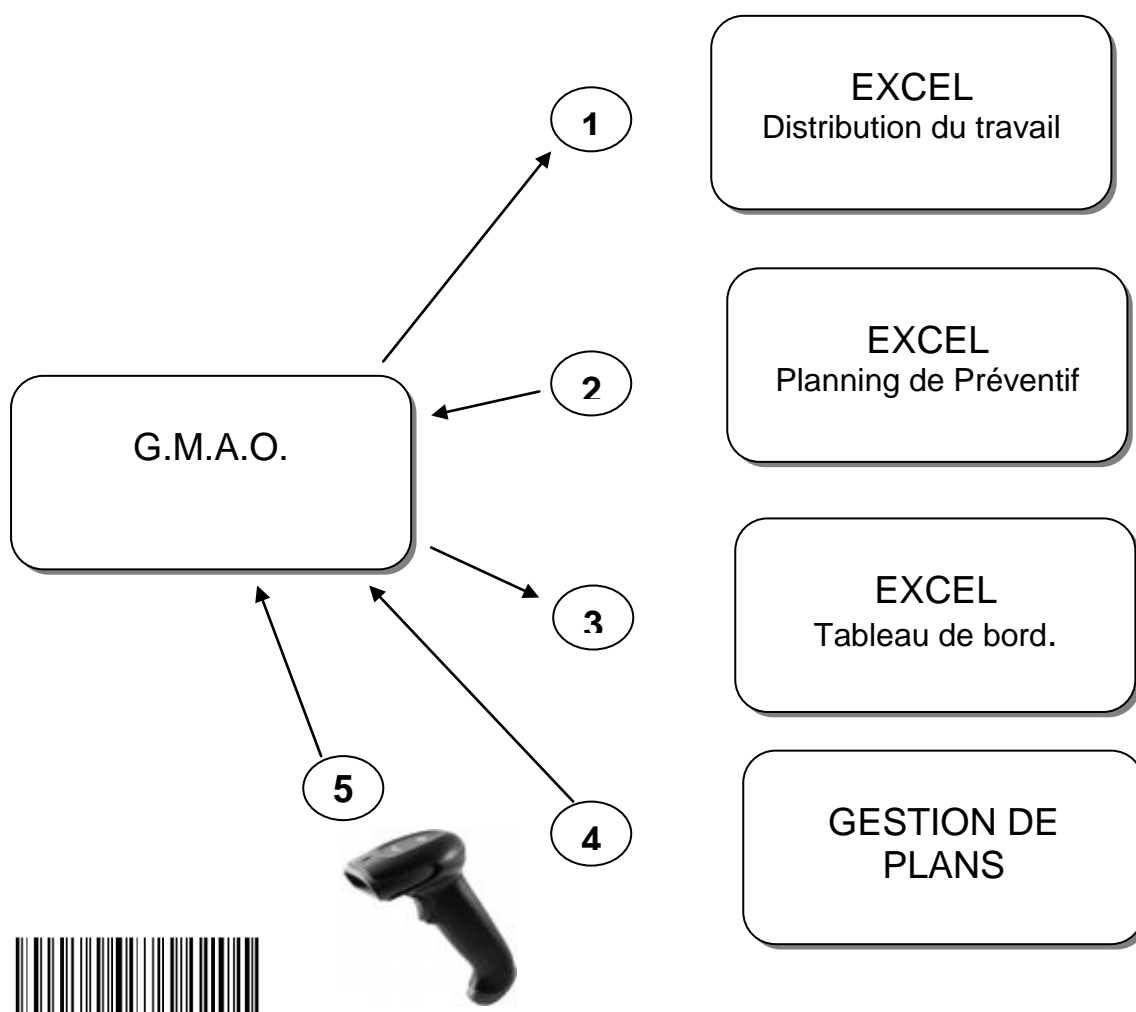 EXCEL
Distribution du travail
1
EXCEL
Planning de Préventif
2
G.M.A.O.
EXCEL
Tableau de bord.
3
GESTION DE
PLANS
5
4